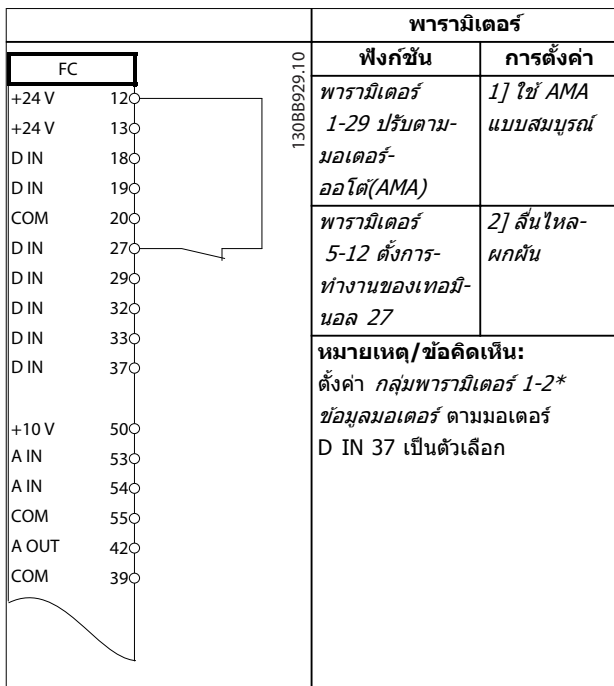 FC
+24 V 12
+24 V 13
D IN 18
D IN 19
COM 20
D IN 27
D IN 29
D IN 32
D IN 33
D IN 37
+10 V 50
A IN 53
A IN 54
COM 55
A OUT 42
COM 39
130BB929.10
พารามิเตอร์
ฟังก์ชัน การตั้งค่า
พารามิเตอร์
1-29 ปรับตาม-
มอเตอร์-
ออโต้(AMA)
1] ใช้ AMA
แบบสมบูรณ์
พารามิเตอร์
5-12 ตั้งการ-
ทำงานของเทอมิ-
นอล 27
2] ลื่นไหล-
ผกผัน
หมายเหตุ/ข้อคิดเห็น:
ตั้งค่า กลุ่มพารามิเตอร์ 1-2*
ข้อมูลมอเตอร์ ตามมอเตอร์
D IN 37 เป็นตัวเลือก